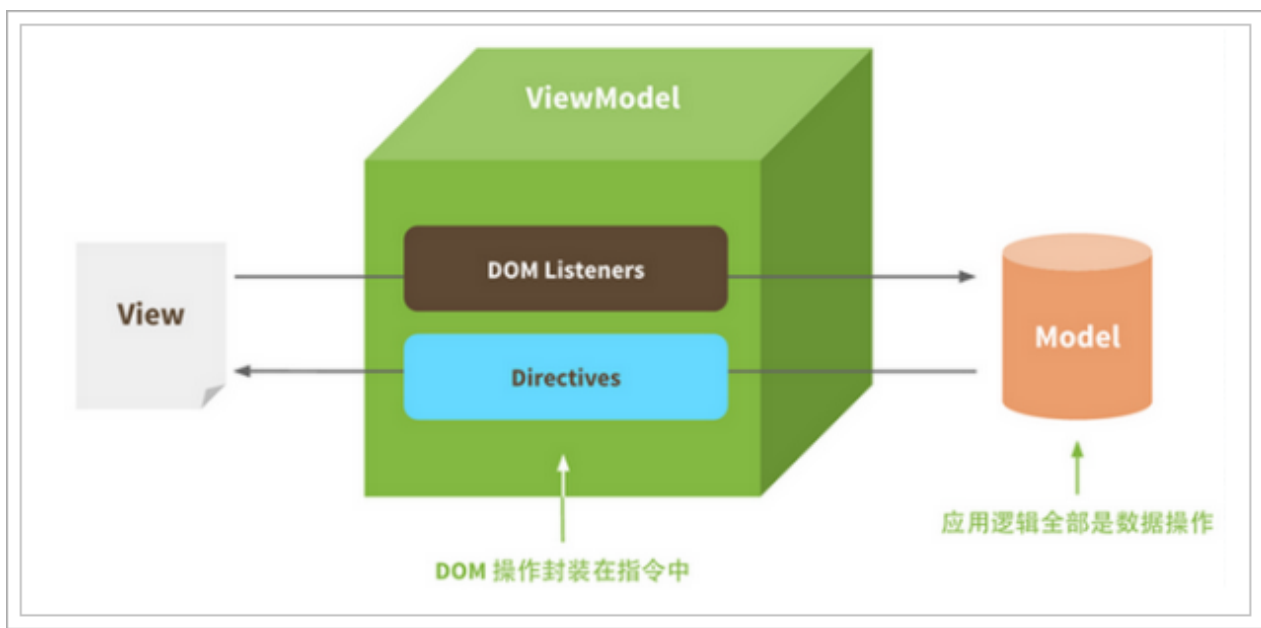 ViewModel
DOM Listeners
View
Model
Directives
应用逻辑全部是数据操作
DOM 操作封装在指令中